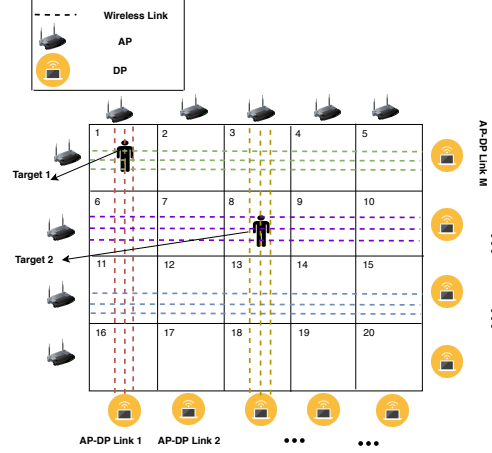 Wireless Link
AP
DP
1 2 3 4 5
Target 1
6 7 8 9 10
Target 2
11 12 13 14 15
16 17 18 19 20
AP-DP Link 1 AP-DP Link 2 ••• •••
AP-DP Link M